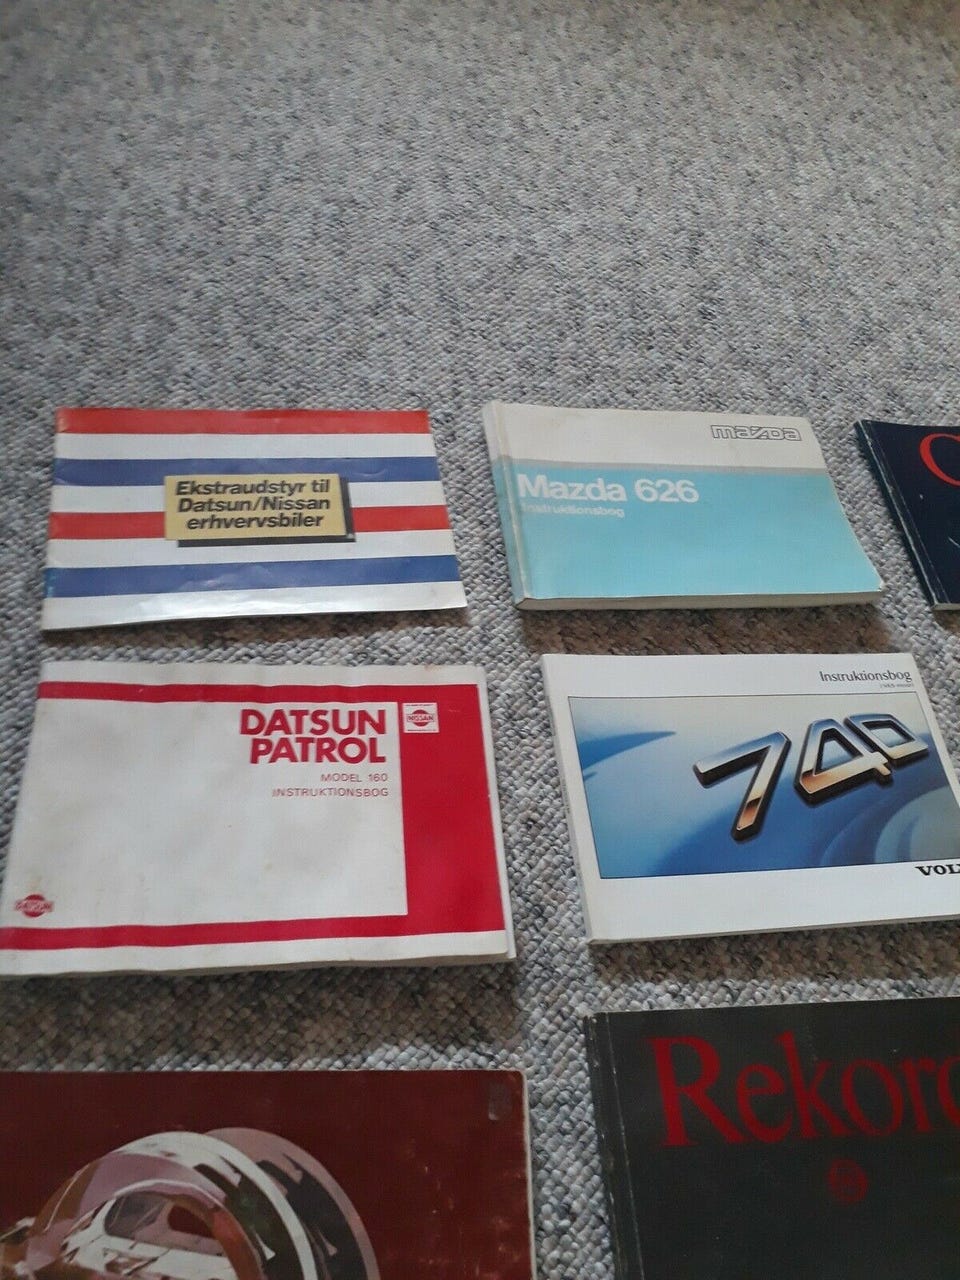 Ekstraudstyr til
Datsun/Nissan
erhvervsbiler
mazda
Mazda 626
Instruktionsbog
C
DATSUN
PATROL
MODEL 160
INSTRUKTIONSBOG
NISSAN
DATSUN
Instruktionsbog
740
VOL
Rekord